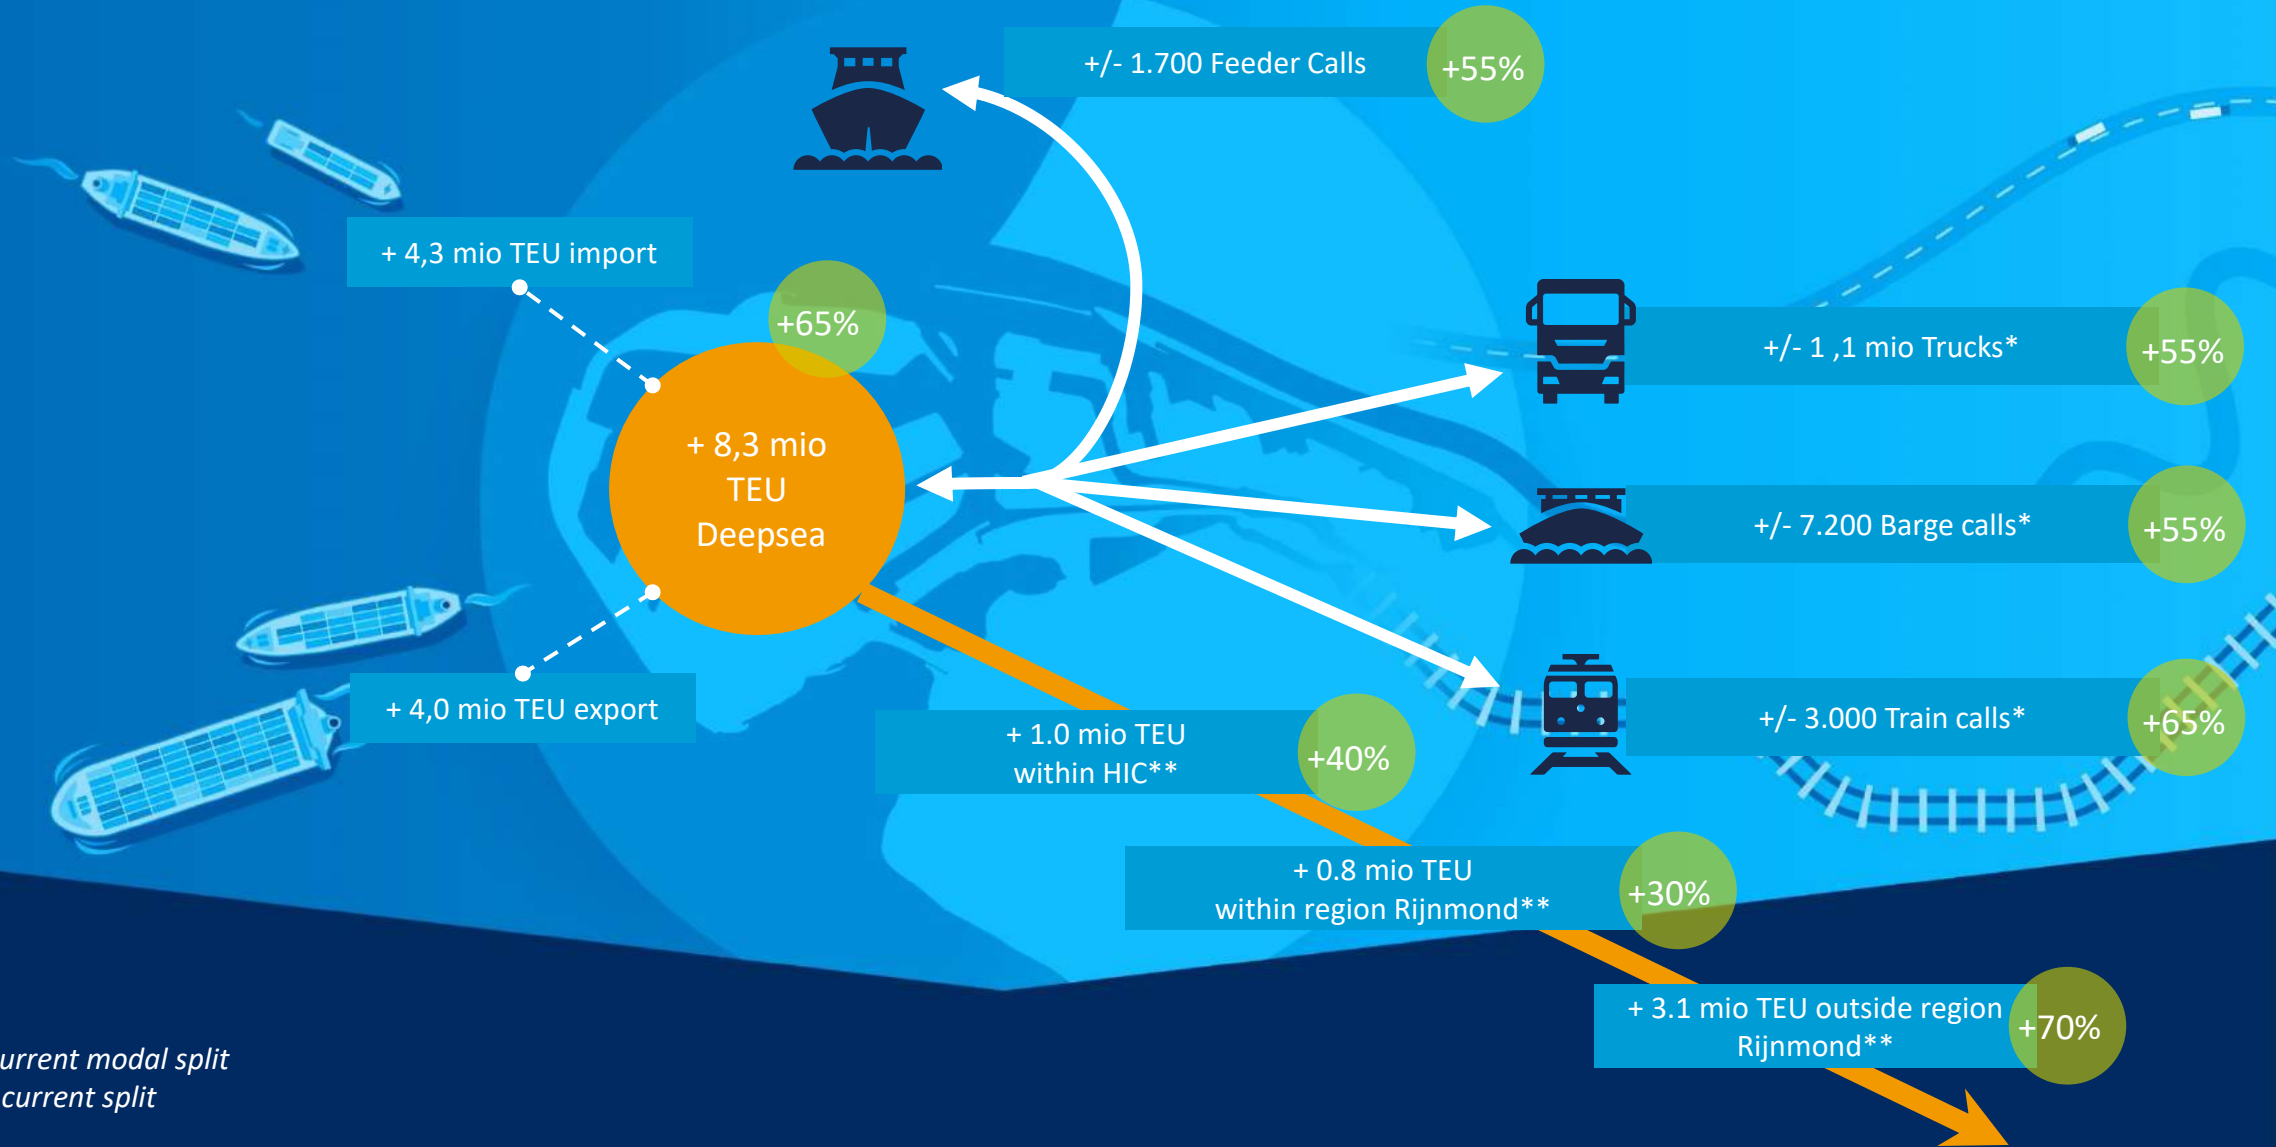 +/- 1.700 Feeder Calls
+55%
+ 4,3 mio TEU import
+65%
+ 8,3 mio
TEU
Deepsea
+ 4,0 mio TEU export
+/- 1 ,1 mio Trucks*
+55%
+/- 7.200 Barge calls*
+55%
+/- 3.000 Train calls*
+65%
+ 1.0 mio TEU
within HIC**
+40%
+ 0.8 mio TEU
within region Rijnmond**
+30%
+ 3.1 mio TEU outside region
Rijnmond**
+70%
modal split
current split